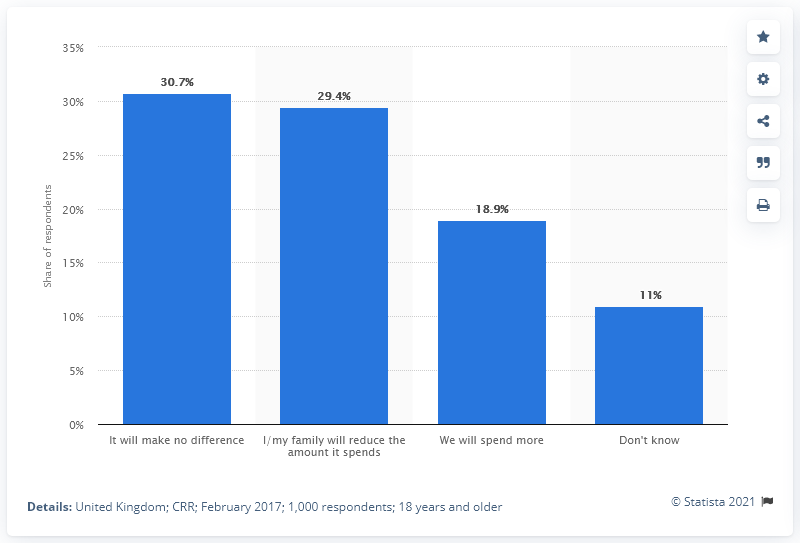 35%
30%
25%
20%
15%
10%
5%
0%
Share of respondents
30.7%
29.4%
18.9%
11%
It will make no difference
I/my family will reduce the
amount it spends
We will spend more
Don't know
Details: United Kingdom; CRR; February 2017; 1,000 respondents; 18 years and older
© Statista 2021